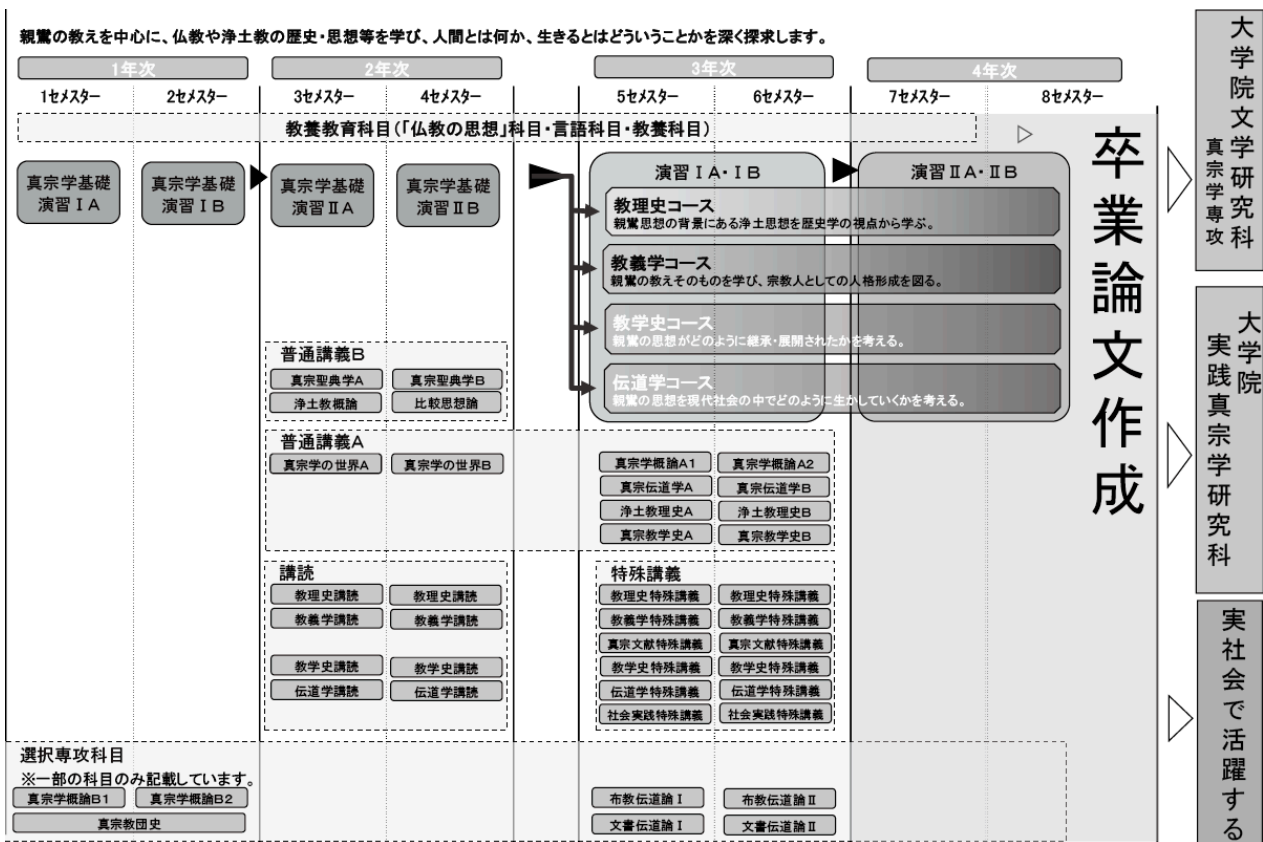 親鸞の教えを中心に、仏教や浄土教の歴史・思想等を学び、人間とは何か、生きるとはどういうことかを深く探求します。
1年次
2年次
3年次
4年次
1セメスター
2セメスター
3セメスター
4セメスター
5セメスター
6セメスター
7セメスター
8セメスター
教養教育科目(「仏教の思想」科目・言語科目・教養科目)
真宗学基礎
演習ⅠA
真宗学基礎
演習ⅠB
真宗学基礎
演習ⅡA
真宗学基礎
演習ⅡB
演習ⅠA・ⅠB
演習ⅡA・ⅡB
教理史コース
親鸞思想の背景にある浄土思想を歴史学の視点から学ぶ。
教義学コース
親鸞の教えそのものを学び、宗教人としての人格形成を図る。
教学史コース
親鸞の思想がどのように継承・展開されたかを考える。
伝道学コース
親鸞の思想を現代社会の中でどのように生かしていくかを考える。
普通講義B
真宗聖典学A
真宗聖典学B
浄土教概論
比較思想論
普通講義A
真宗学の世界A
真宗学の世界B
真宗学概論A1
真宗学概論A2
真宗伝道学A
真宗伝道学B
浄土教理史A
浄土教理史B
真宗教学史A
真宗教学史B
講読
教理史講読
教理史講読
教義学講読
教義学講読
教学史講読
教学史講読
伝道学講読
伝道学講読
特殊講義
教理史特殊講義
教理史特殊講義
教義学特殊講義
教義学特殊講義
真宗文献特殊講義
真宗文献特殊講義
教学史特殊講義
教学史特殊講義
伝道学特殊講義
伝道学特殊講義
社会実践特殊講義
社会実践特殊講義
選択専攻科目
※一部の科目のみ記載しています。
真宗学概論B1
真宗学概論B2
真宗教団史
布教伝道論Ⅰ
布教伝道論Ⅱ
文書伝道論Ⅰ
文書伝道論Ⅱ
卒業論文作成
大学院文学研究科
真宗学専攻
大学院
実践真宗学研究科
実社会で活躍する